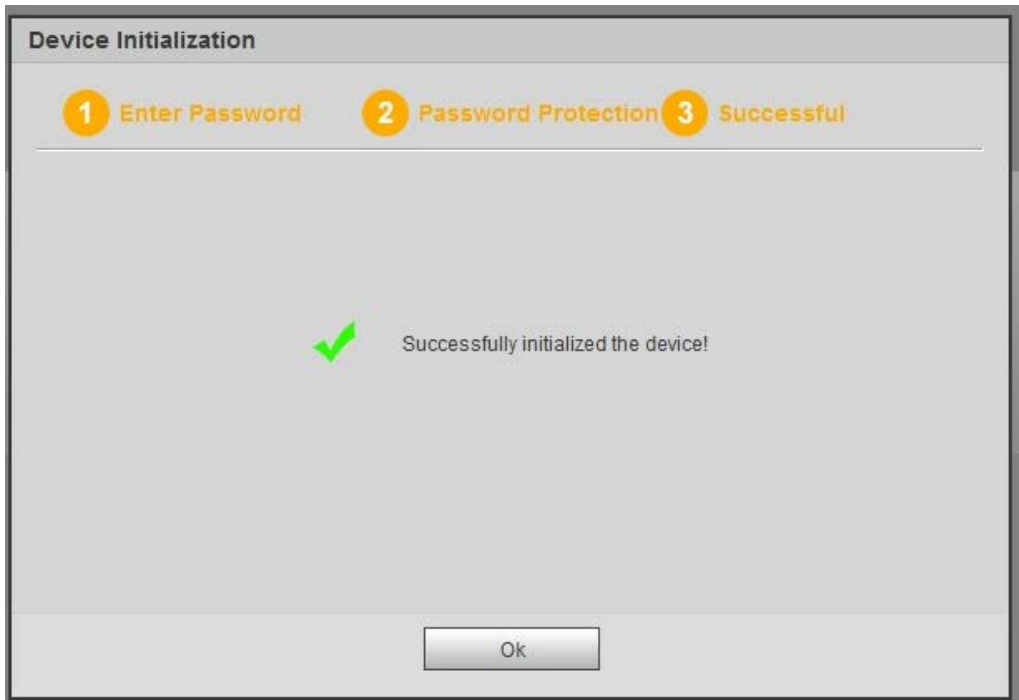 Device Initialization
1 Enter Password 2 Password Protection 3 Successful
Successfully initialized the device!
Ok